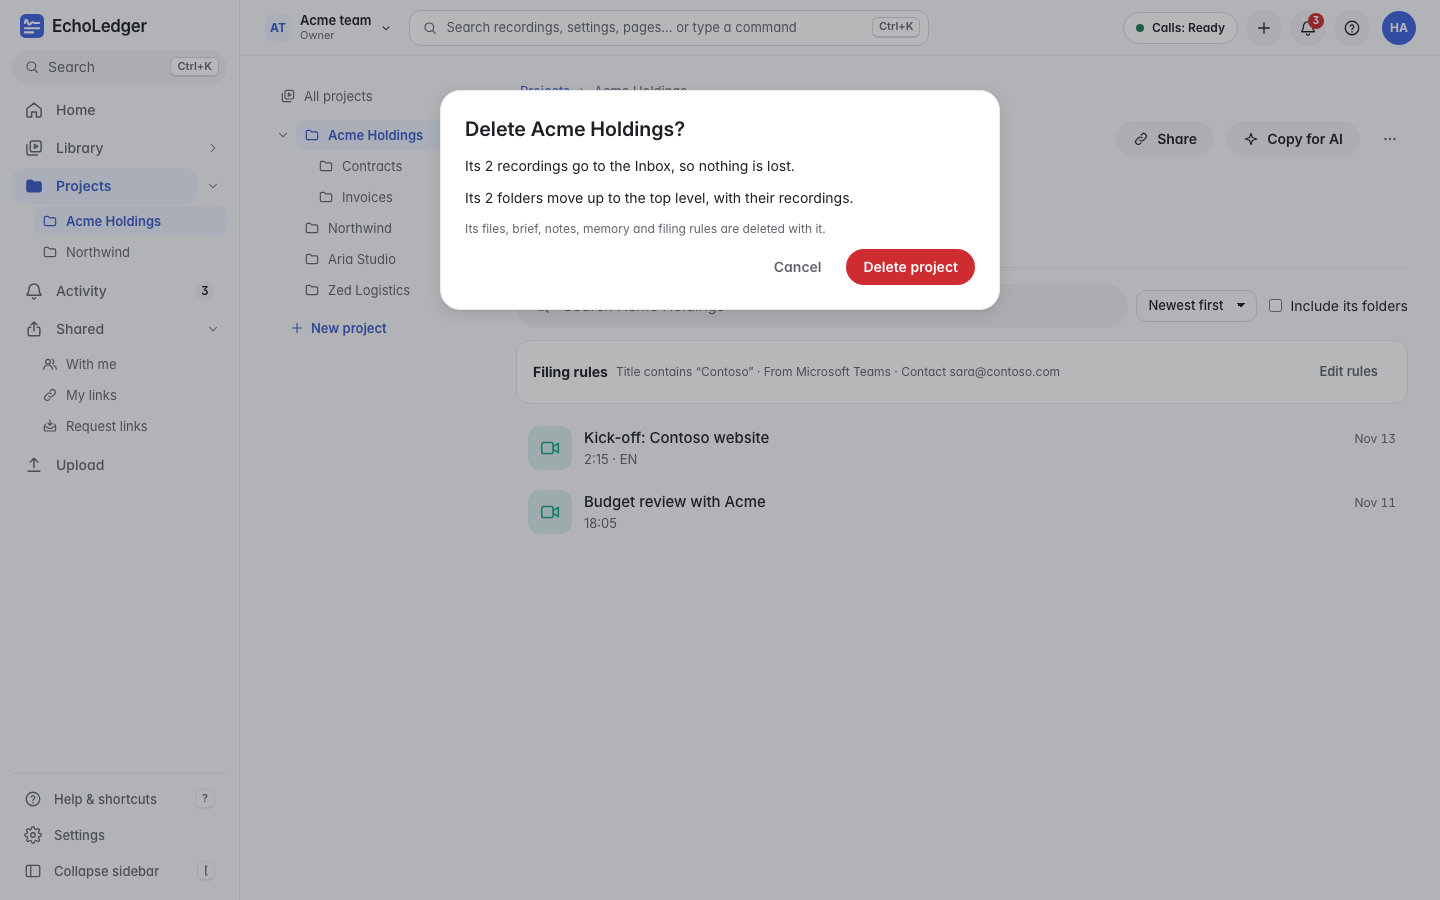 EchoLedger
Search Ctrl+K
Home
Library
Projects
Acme Holdings
Northwind
Activity 3
Shared
With me
My links
Request links
Upload
Help & shortcuts ?
Settings
Collapse sidebar [
AT Acme team
Owner
Search recordings, settings, pages... or type a command Ctrl+K
Calls: Ready
3
HA
All projects
Acme Holdings
Contracts
Invoices
Northwind
Aria Studio
Zed Logistics
New project
Projects Acme Holdings
Share
Copy for AI
Delete Acme Holdings?
Its 2 recordings go to the Inbox, so nothing is lost.
Its 2 folders move up to the top level, with their recordings.
Its files, brief, notes, memory and filing rules are deleted with it.
Cancel
Delete project
Search Acme Holdings
Newest first
Include its folders
Filing rules Title contains “Contoso” · From Microsoft Teams · Contact sara@contoso.com Edit rules
Kick-off: Contoso website Nov 13
2:15 · EN
Budget review with Acme Nov 11
18:05